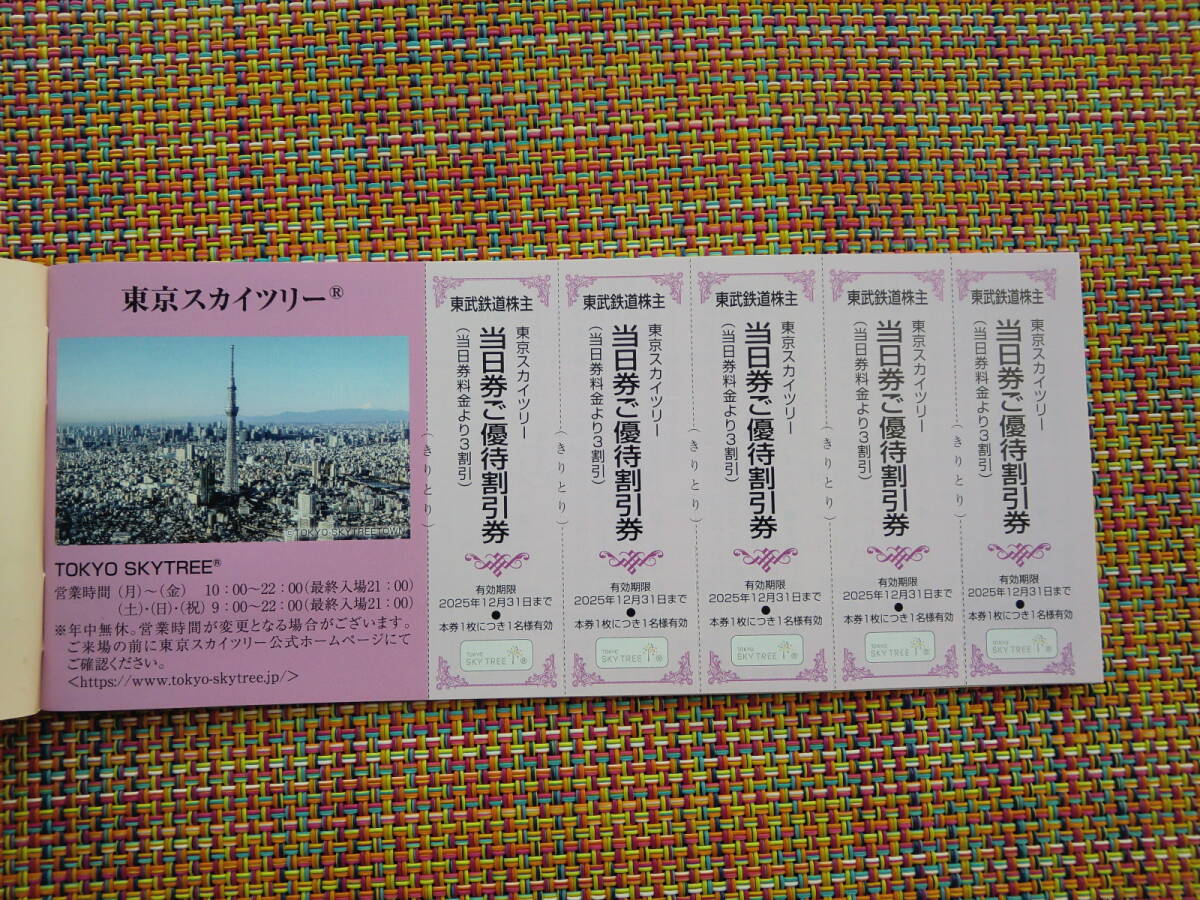 東京スカイツリー®
©TOKYO-SKYTREETOWN
TOKYO SKYTREE®
営業時間（月）～（金） 10：00～22：00（最終入場21：00）
（土）・（日）・（祝）9：00～22：00（最終入場21：00）
※年中無休。営業時間が変更となる場合がございます。
ご来場の前に東京スカイツリー公式ホームページにて
ご確認ください。
<https://www.tokyo-skytree.jp/>
（きりとり）
東武鉄道株主
東京スカイツリー
当日券ご優待割引券
（当日券料金より3割引）
有効期限
2025年12月31日まで
本券1枚につき1名様有効
TOKYO
SKYTREE®
（きりとり）
東武鉄道株主
東京スカイツリー
当日券ご優待割引券
（当日券料金より3割引）
有効期限
2025年12月31日まで
本券1枚につき1名様有効
TOKYO
SKYTREE®
（きりとり）
東武鉄道株主
東京スカイツリー
当日券ご優待割引券
（当日券料金より3割引）
有効期限
2025年12月31日まで
本券1枚につき1名様有効
TOKYO
SKYTREE®
（きりとり）
東武鉄道株主
東京スカイツリー
当日券ご優待割引券
（当日券料金より3割引）
有効期限
2025年12月31日まで
本券1枚につき1名様有効
TOKYO
SKYTREE®
（きりとり）
東武鉄道株主
東京スカイツリー
当日券ご優待割引券
（当日券料金より3割引）
有効期限
2025年12月31日まで
本券1枚につき1名様有効
TOKYO
SKYTREE®